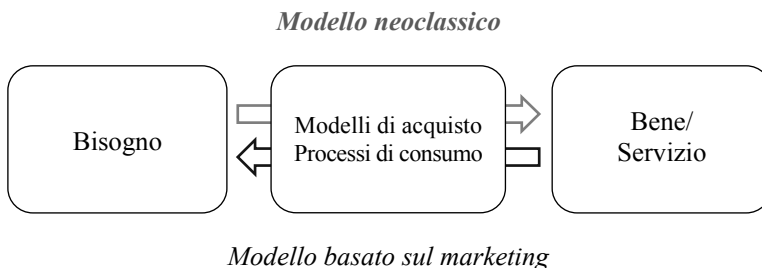 Modello neoclassico
Bisogno
Modelli di acquisto
Processi di consumo
Bene/
Servizio
Modello basato sul marketing